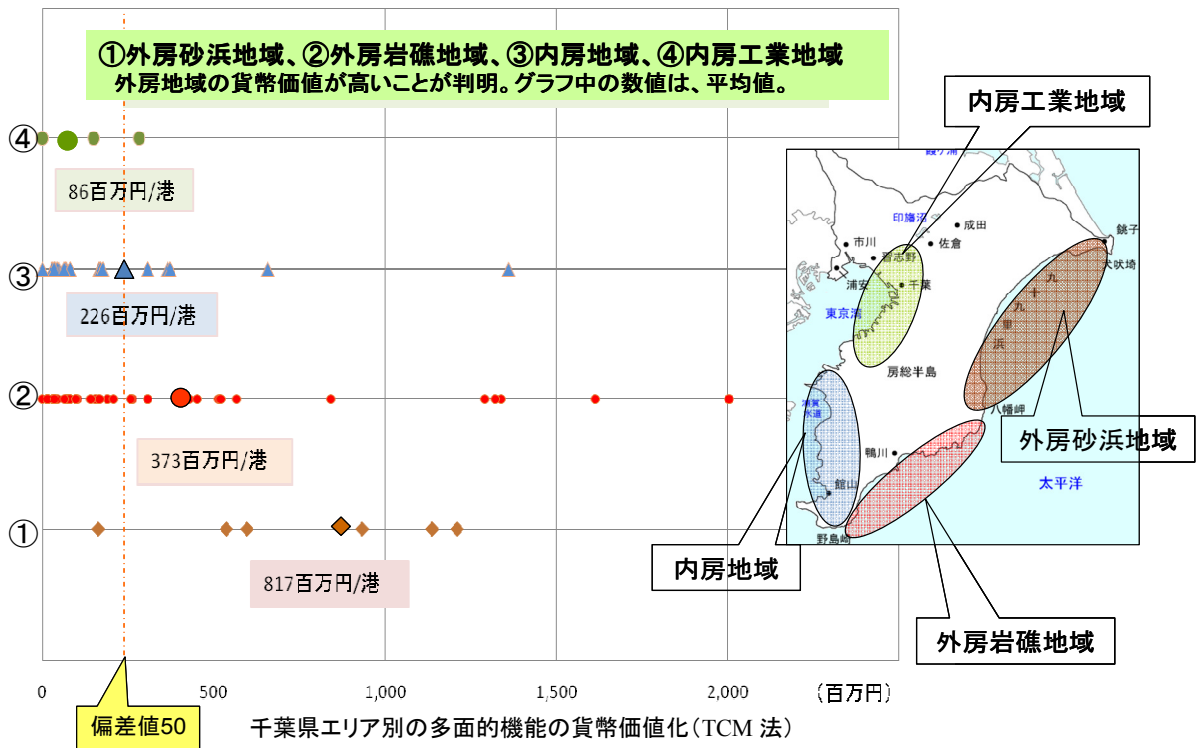 ①外房砂浜地域、②外房岩礁地域、③内房地域、④内房工業地域
外房地域の貨幣価値が高いことが判明。グラフ中の数値は、平均値。
④
86百万円/港
③
226百万円/港
②
373百万円/港
①
817百万円/港
0
500
1,000
1,500
2,000
(百万円)
偏差値50
千葉県エリア別の多面的機能の貨幣価値化(TCM 法)
内房工業地域
霞ヶ浦
印旛沼
成田
銚子
市川
佐倉
犬吠埼
習志野
浦安
千葉
九十九里浜
東京湾
房総半島
八幡岬
浦賀水道
外房砂浜地域
鴨川
太平洋
館山
野島崎
内房地域
外房岩礁地域